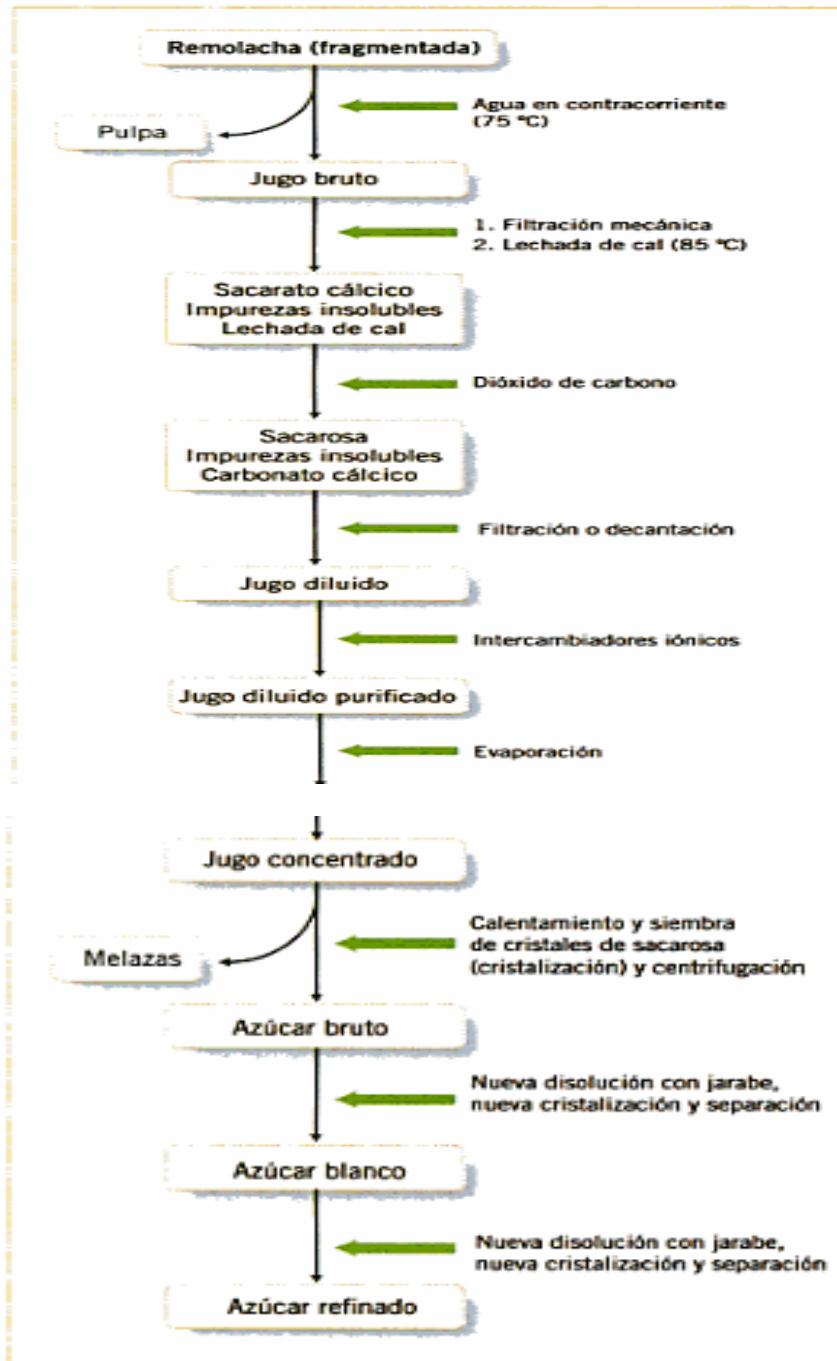 Remolacha (fragmentada)
Agua en contracorriente
(75 ºC)
Pulpa
Jugo bruto
1. Filtración mecánica
2. Lechada de cal (85 ºC)
Sacarato cálcico
Impurezas insolubles
Lechada de cal
Dióxido de carbono
Sacarosa
Impurezas insolubles
Carbonato cálcico
Filtración o decantación
Jugo diluido
Intercambiadores iónicos
Jugo diluido purificado
Evaporación
Jugo concentrado
Calentamiento y siembra
de cristales de sacarosa
(cristalización) y centrifugación
Melazas
Azúcar bruto
Nueva disolución con jarabe,
nueva cristalización y separación
Azúcar blanco
Nueva disolución con jarabe,
nueva cristalización y separación
Azúcar refinado